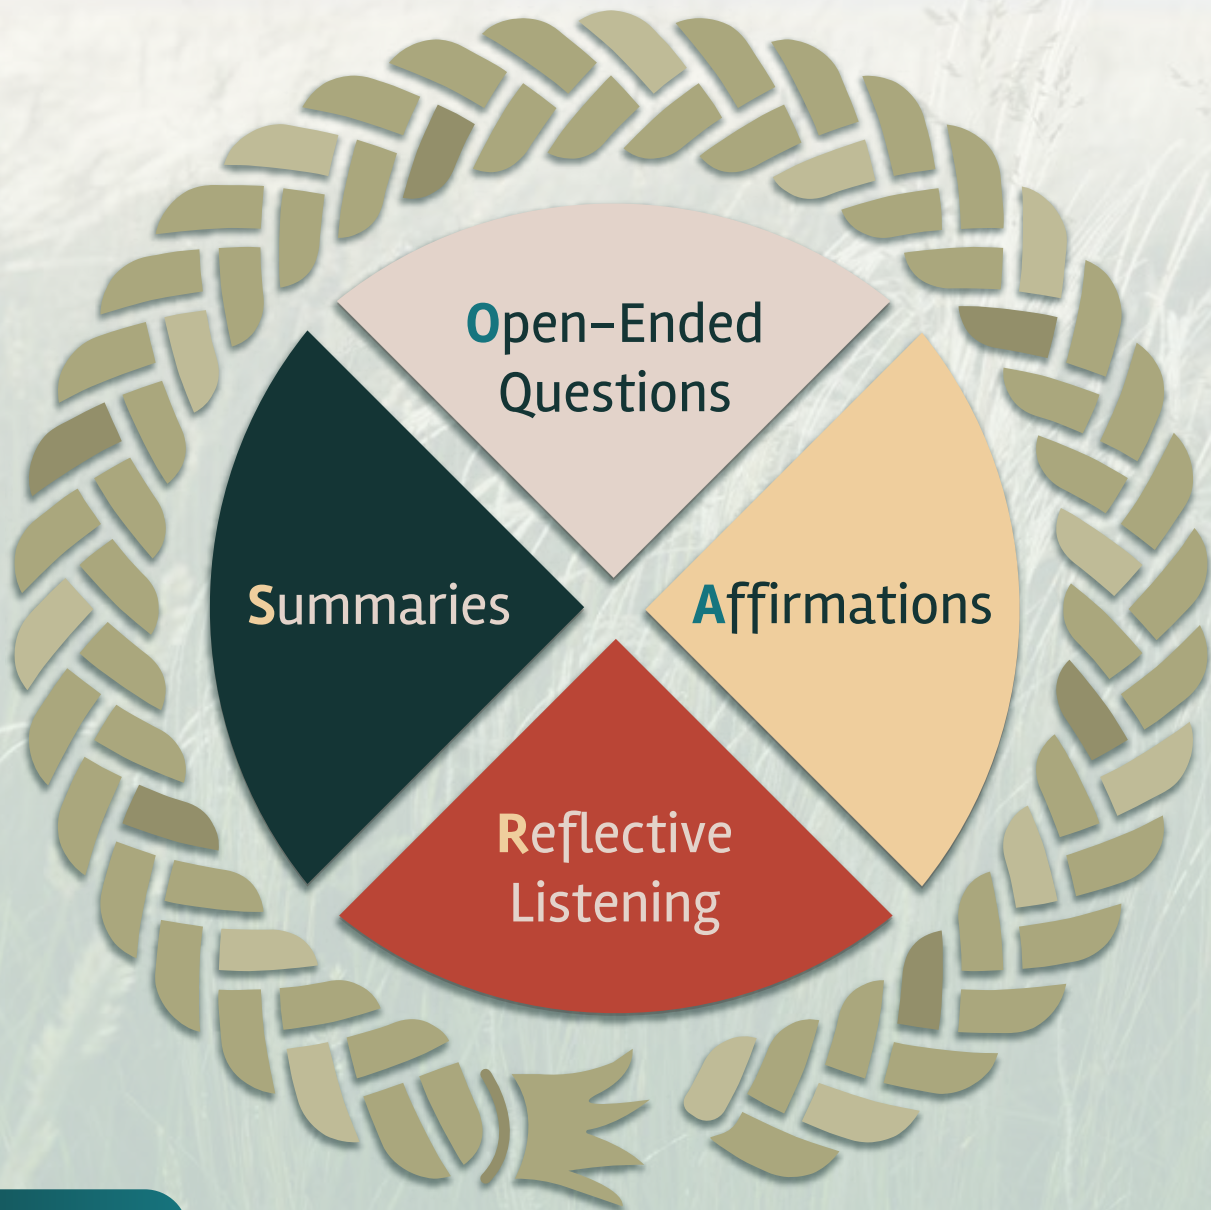 Open-Ended
Questions
Affirmations
Reflective
Listening
Summaries